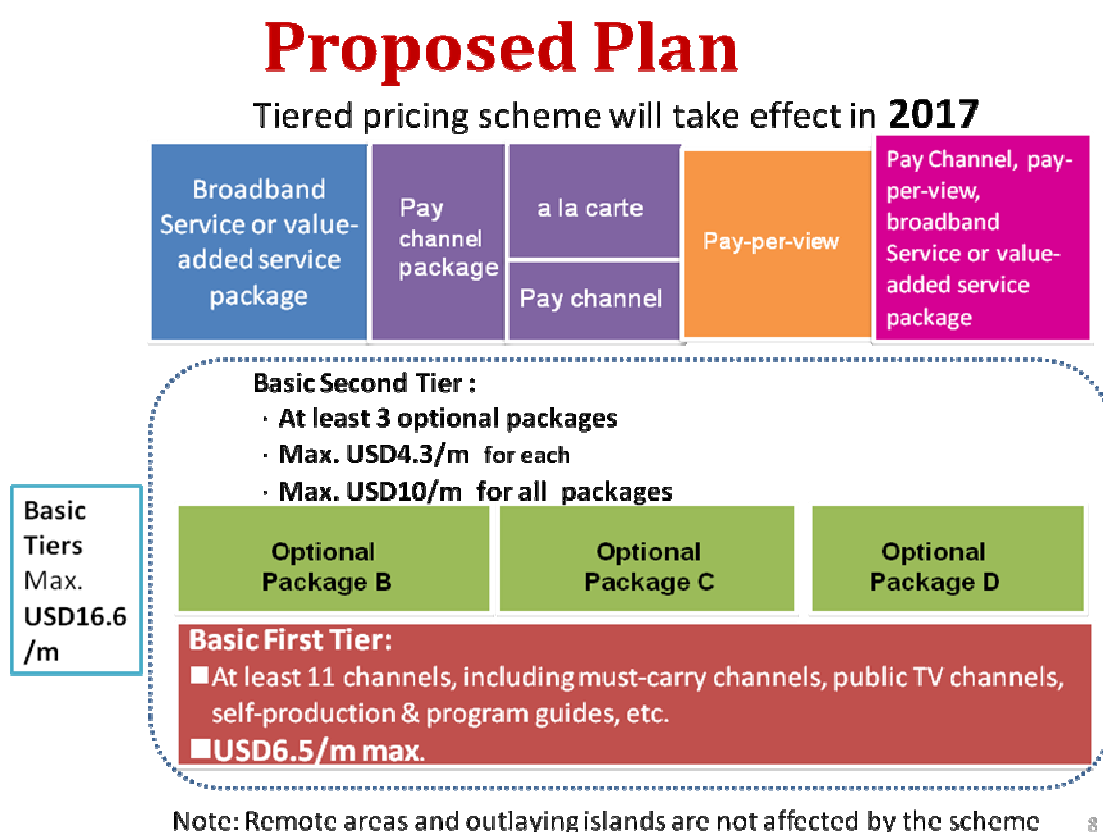 Proposed Plan
Tiered pricing scheme will take effect in 2017
Broadband
Service or value-
added service
package
Pay
channel
package
a la carte
Pay channel
Pay-per-view
Pay Channel, pay-
per-view,
broadband
Service or value-
added service
package
Basic Second Tier :
· At least 3 optional packages
· Max. USD4.3/m for each
· Max. USD10/m for all packages
Basic
Tiers
Max.
USD16.6
/m
Optional
Package B
Optional
Package C
Optional
Package D
Basic First Tier:
■At least 11 channels, including must-carry channels, public TV channels,
self-production & program guides, etc.
■USD6.5/m max.
Note: Remote areas and outlaying islands are not affected by the scheme
8